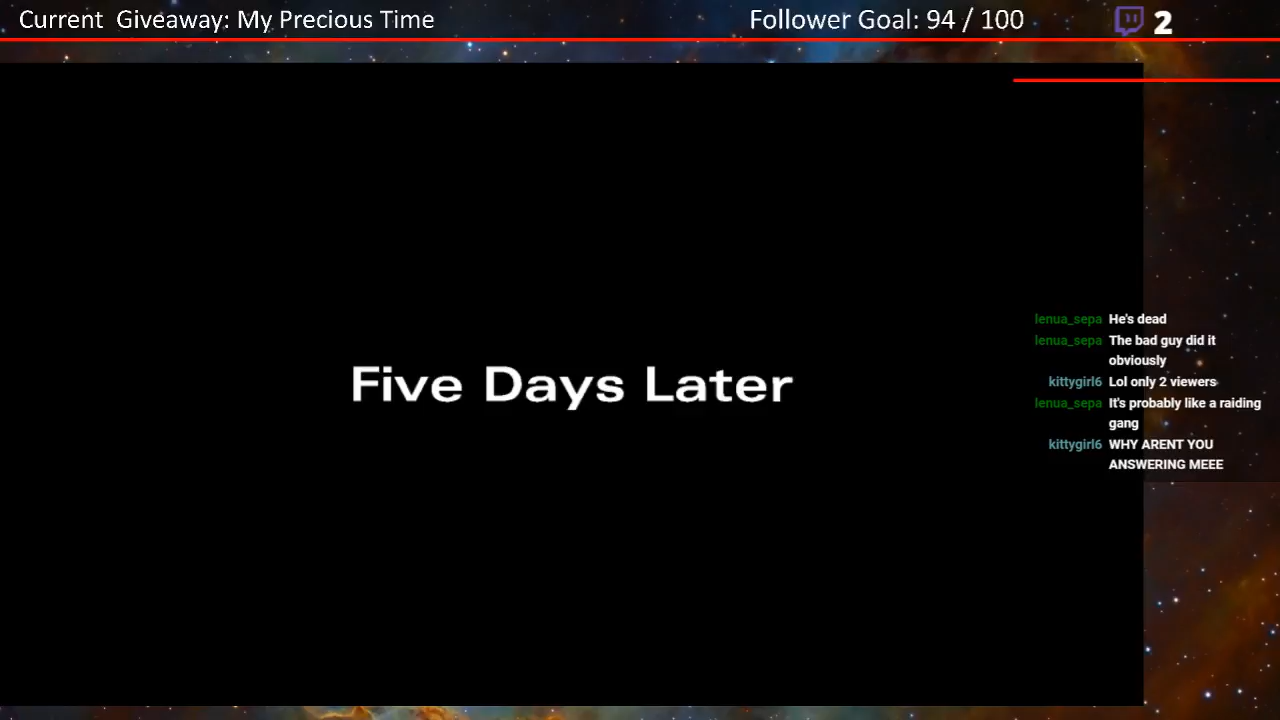 Current  Giveaway: My Precious Time
Follower Goal: 94 / 100
2
Five Days Later
lenua_sepa He's dead
lenua_sepa The bad guy did it
obviously
kittygirl6 Lol only 2 viewers
lenua_sepa It's probably like a raiding
gang
kittygirl6 WHY ARENT YOU
ANSWERING MEEE